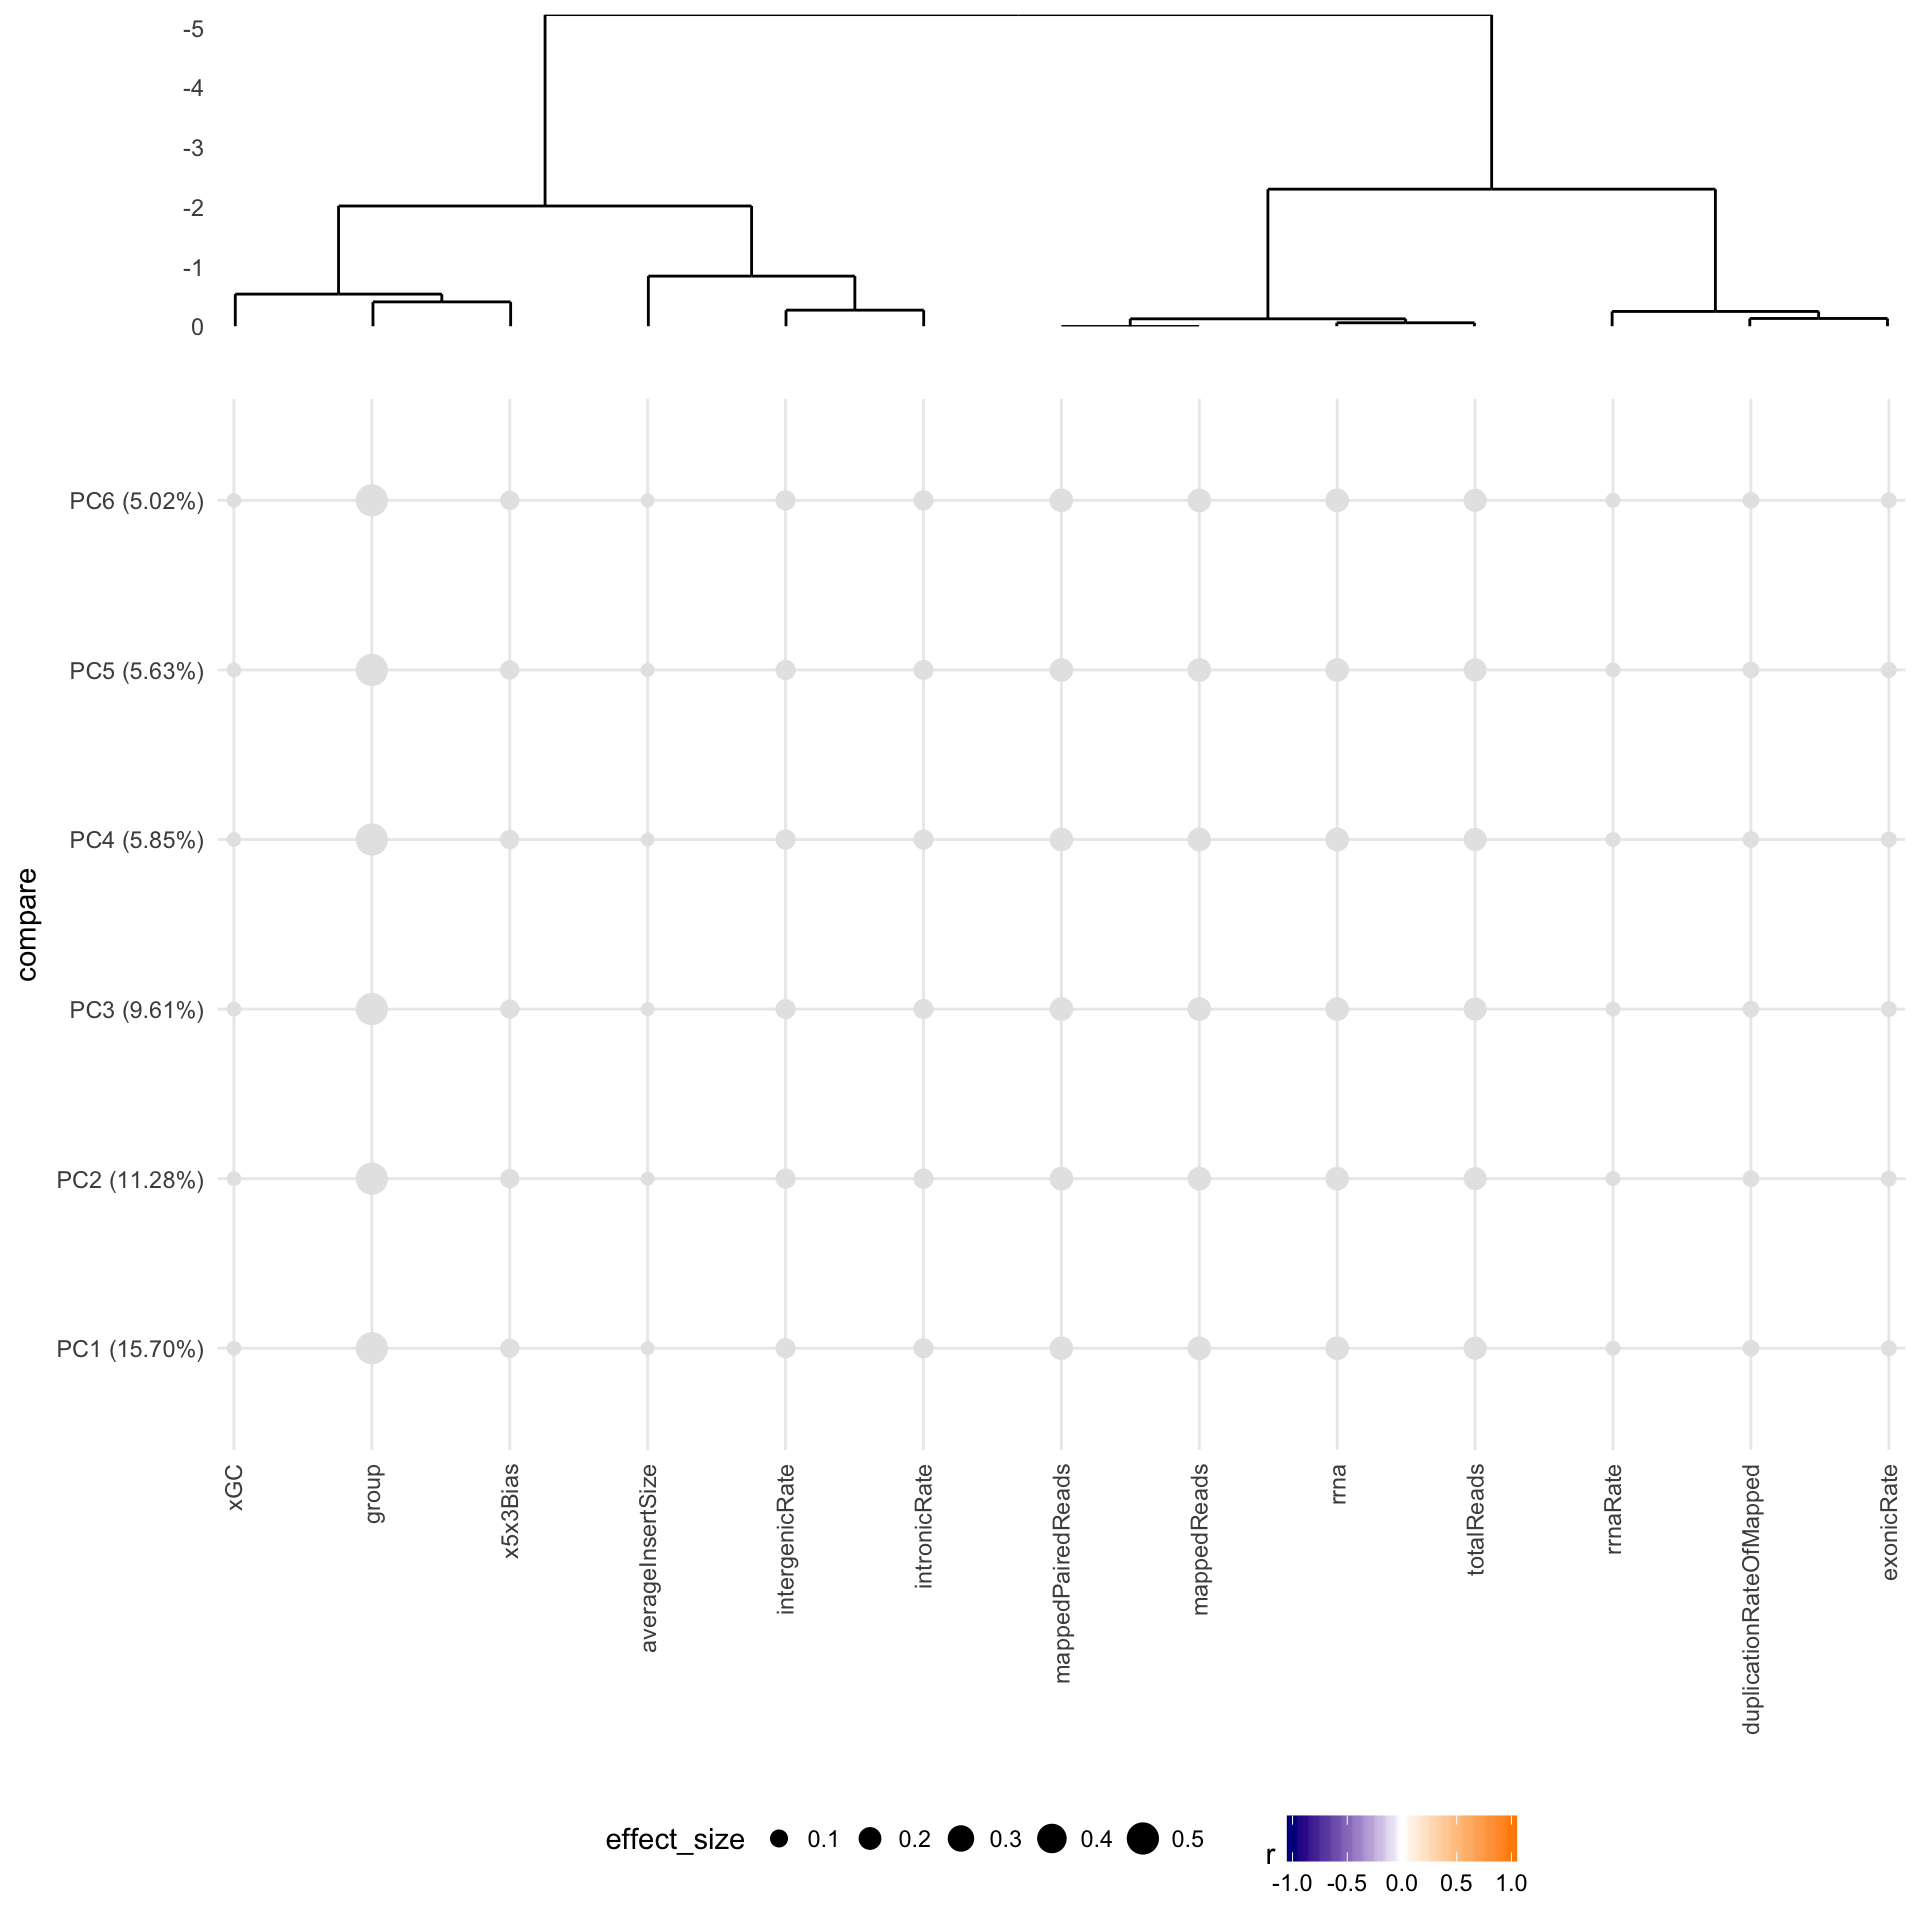 -5
-4
-3
-2
-1
0
compare
PC6 (5.02%)
PC5 (5.63%)
PC4 (5.85%)
PC3 (9.61%)
PC2 (11.28%)
PC1 (15.70%)
xGC
group
x5x3Bias
averageInsertSize
intergenicRate
intronicRate
mappedPairedReads
mappedReads
rrna
totalReads
rrnaRate
duplicationRateOfMapped
exonicRate
effect_size 0.1 0.2 0.3 0.4 0.5
r
-1.0 -0.5 0.0 0.5 1.0